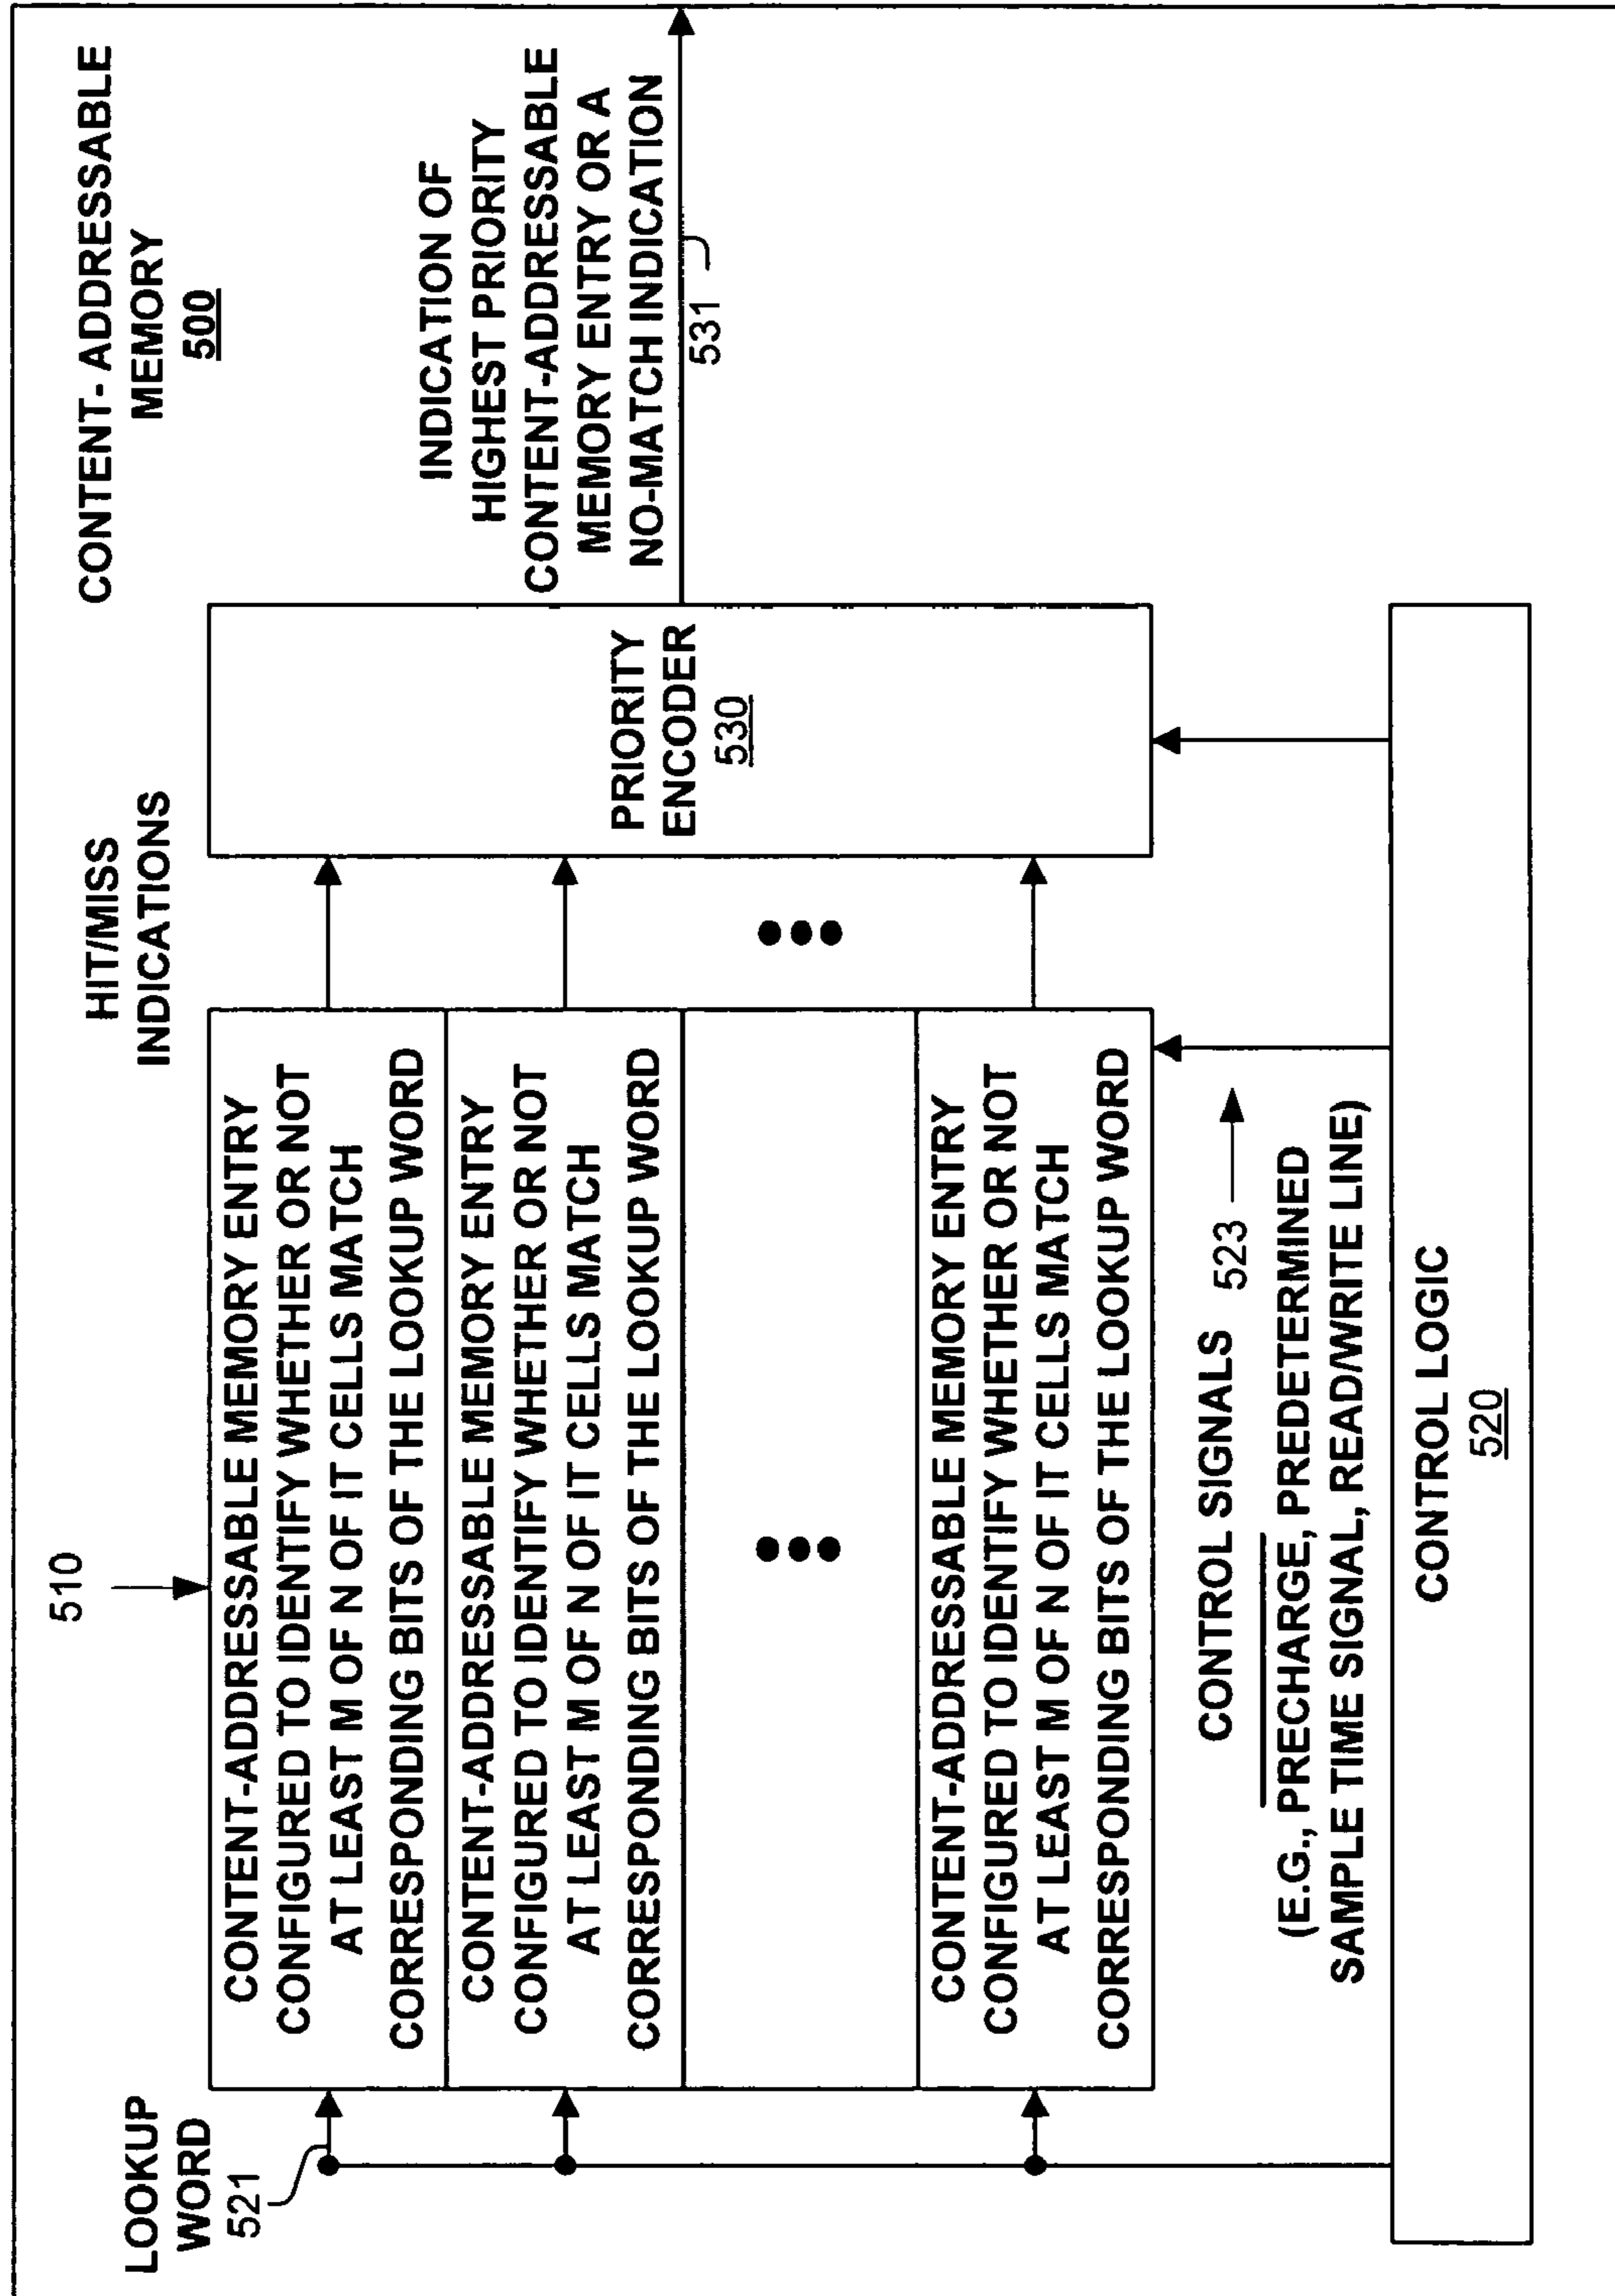 CONTENT- ADDRESSABLE
MEMORY
500
HIT/MISS
INDICATIONS
LOOKUP
WORD
521
510
CONTENT-ADDRESSABLE MEMORY ENTRY
CONFIGURED TO IDENTIFY WHETHER OR NOT
AT LEAST M OF N OF IT CELLS MATCH
CORRESPONDING BITS OF THE LOOKUP WORD
CONTENT-ADDRESSABLE MEMORY ENTRY
CONFIGURED TO IDENTIFY WHETHER OR NOT
AT LEAST M OF N OF IT CELLS MATCH
CORRESPONDING BITS OF THE LOOKUP WORD
CONTENT-ADDRESSABLE MEMORY ENTRY
CONFIGURED TO IDENTIFY WHETHER OR NOT
AT LEAST M OF N OF IT CELLS MATCH
CORRESPONDING BITS OF THE LOOKUP WORD
PRIORITY
ENCODER
530
INDICATION OF
HIGHEST PRIORITY
CONTENT-ADDRESSABLE
MEMORY ENTRY OR A
NO-MATCH INDICATION
531
CONTROL SIGNALS 523
(E.G., PRECHARGE, PREDETERMINED
SAMPLE TIME SIGNAL, READ/WRITE LINE)
CONTROL LOGIC
520